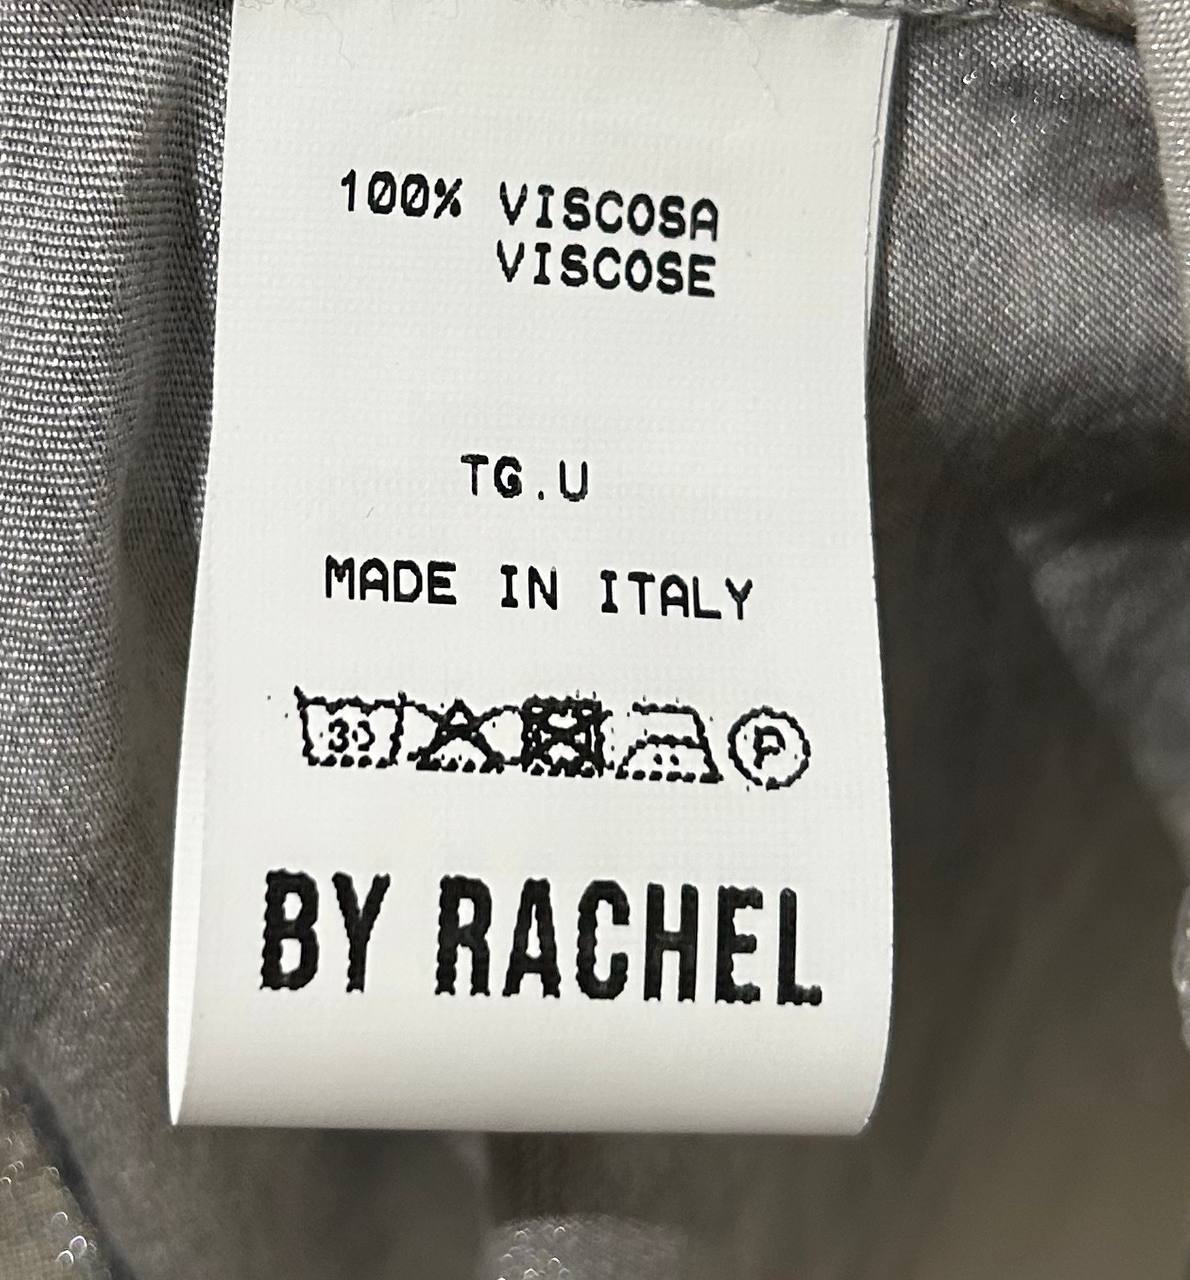 100% VISCOSA
VISCOSE
TG.U
MADE IN ITALY
30 P
BY RACHEL